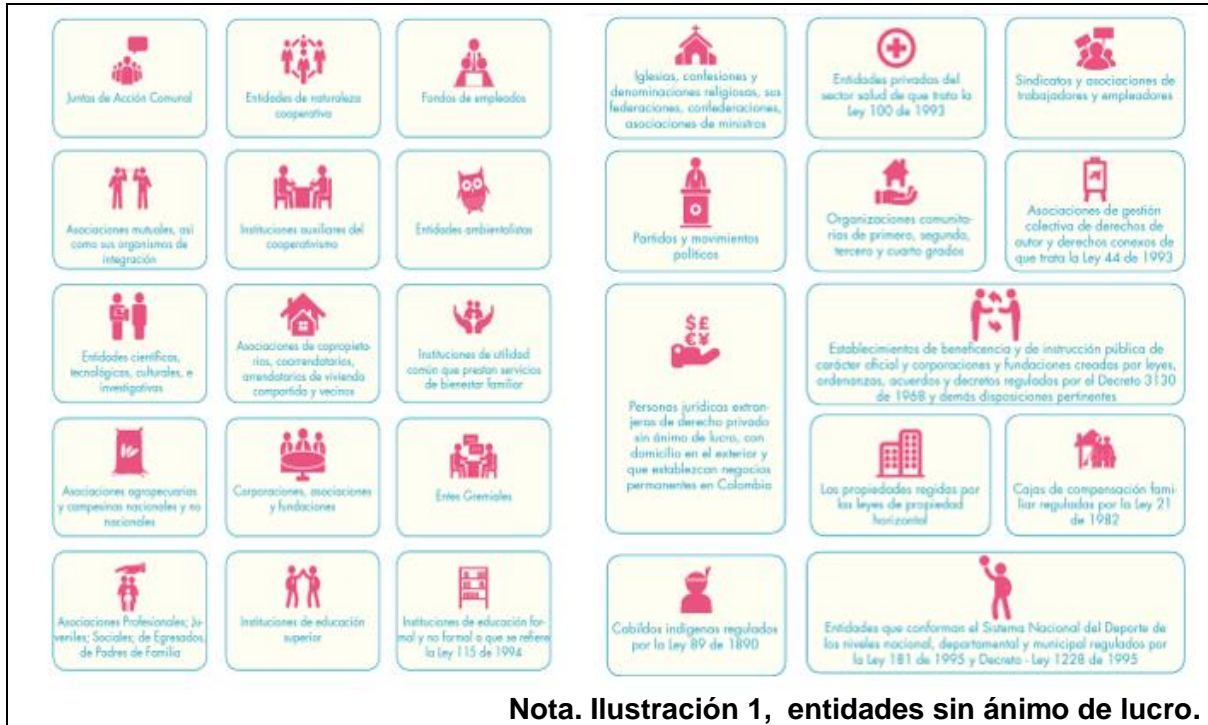 Juntas de Acción Comunal
Entidades de naturaleza
cooperativa
Fondos de empleados
Asociaciones mutuales, así
como sus organismos de
integración
Instituciones auxiliares del
cooperativismo
Entidades ambientalistas
Entidades científicas,
tecnológicas, culturales, e
investigativas
Asociaciones de copropieta-
rios, coarrendatarios,
arrendatarios de vivienda
compartida y vecinos
Instituciones de utilidad
común que prestan servicios
de bienestar familiar
Asociaciones agropecuarias
y campesinas nacionales y no
nacionales
Corporaciones, asociaciones
y fundaciones
Entes Gremiales
Asociaciones Profesionales; Ju-
veniles; Sociales; de Egresados,
de Padres de Familia
Instituciones de educación
superior
Instituciones de educación for-
mal y no formal a que se refiere
la Ley 115 de 1994
Iglesias, confesiones y
denominaciones religiosas, sus
federaciones, confederaciones,
asociaciones de ministros
Entidades privadas del
sector salud de que trata la
Ley 100 de 1993
Sindicatos y asociaciones de
trabajadores y empleadores
Partidos y movimientos
políticos
Organizaciones comunita-
rias de primero, segundo,
tercero y cuarto grados
Asociaciones de gestión
colectiva de derechos de
autor y derechos conexos de
que trata la Ley 44 de 1993
$£
€¥
Personas jurídicas extran-
jeras de derecho privado
sin ánimo de lucro, con
domicilio en el exterior y
que establezcan negocios
permanentes en Colombia
Establecimientos de beneficencia y de instrucción pública de
carácter oficial y corporaciones y fundaciones creadas por leyes,
ordenanzas, acuerdos y decretos regulados por el Decreto 3130
de 1968 y demás disposiciones pertinentes
Las propiedades regidas por
las leyes de propiedad
horizontal
Cajas de compensación fami-
liar reguladas por la Ley 21
de 1982
Cabildos indígenas regulados
por la Ley 89 de 1890
Entidades que conforman el Sistema Nacional del Deporte de
los niveles nacional, departamental y municipal regulados por
la Ley 181 de 1995 y Decreto - Ley 1228 de 1995
Nota. Ilustración 1, entidades sin ánimo de lucro.